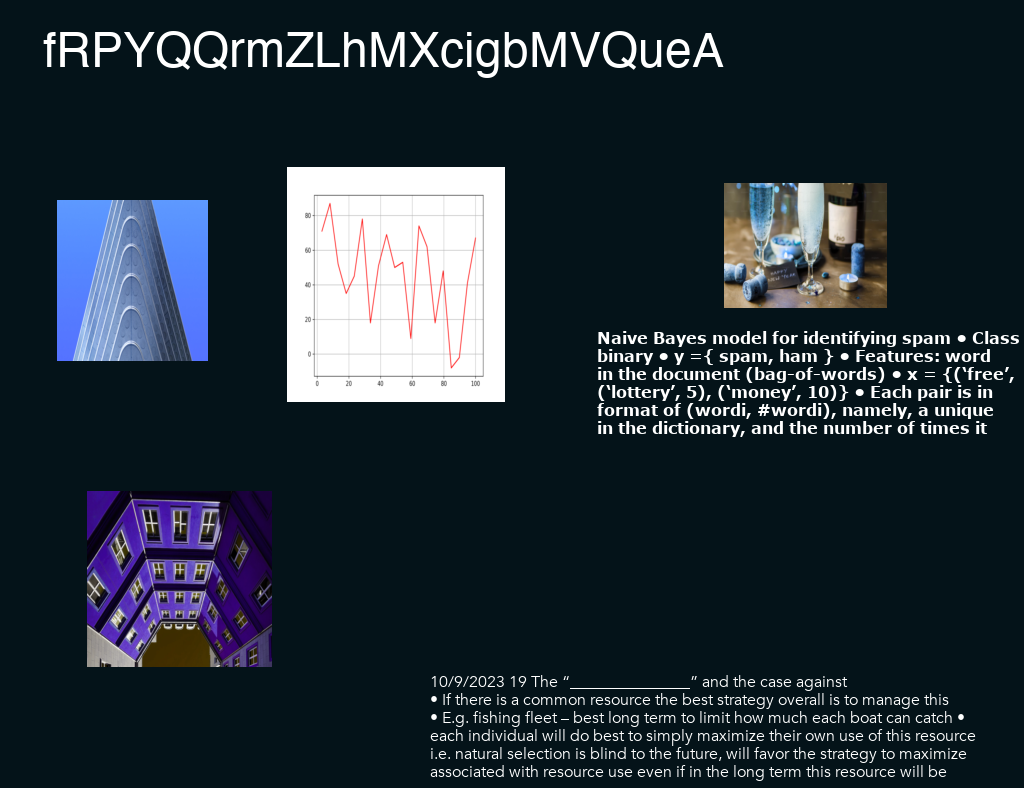 fRPYQQrmZLhMXcigbMVQueA
80
60
40
20
0
0 20 40 60 80 100
Naive Bayes model for identifying spam • Class
binary • y ={ spam, ham } • Features: word
in the document (bag-of-words) • x = {(‘free’,
(‘lottery’, 5), (‘money’, 10)} • Each pair is in
format of (wordi, #wordi), namely, a unique
in the dictionary, and the number of times it
10/9/2023 19 The “_______________” and the case against
• If there is a common resource the best strategy overall is to manage this
• E.g. fishing fleet – best long term to limit how much each boat can catch •
each individual will do best to simply maximize their own use of this resource
i.e. natural selection is blind to the future, will favor the strategy to maximize
associated with resource use even if in the long term this resource will be